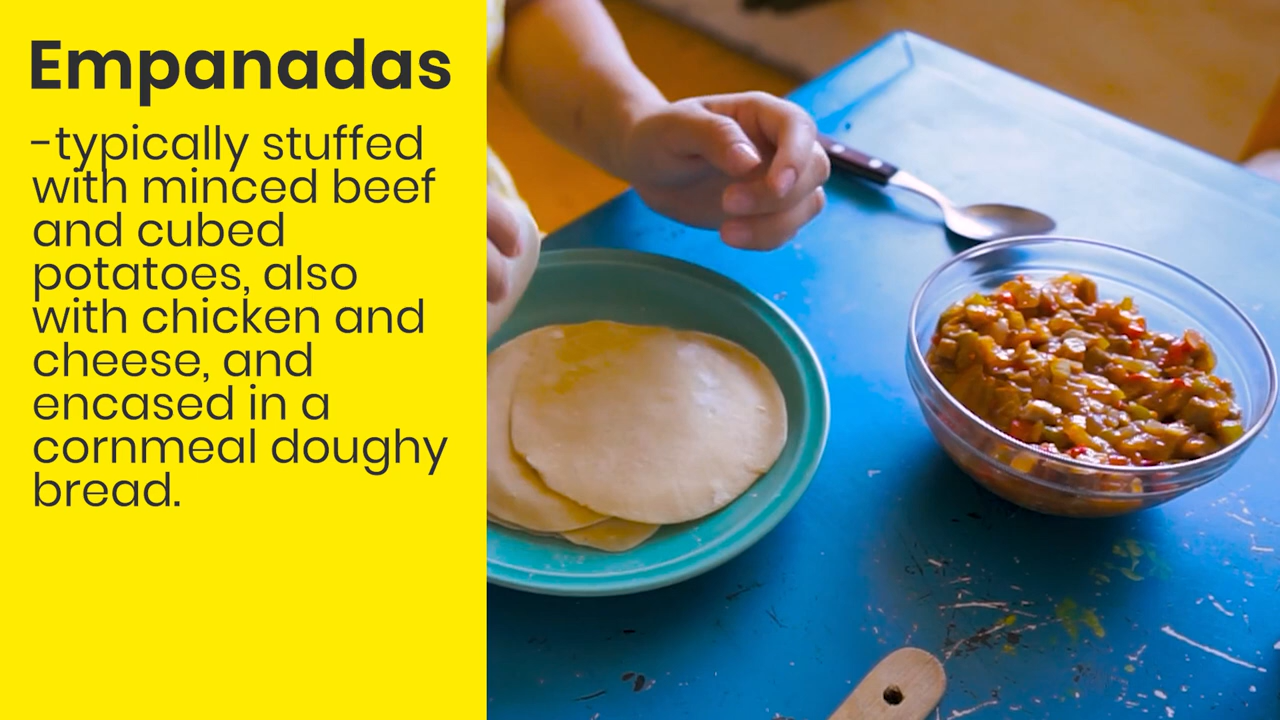 Empanadas
-typically stuffed
with minced beef
and cubed
potatoes, also
with chicken and
cheese, and
encased in a
cornmeal doughy
bread.